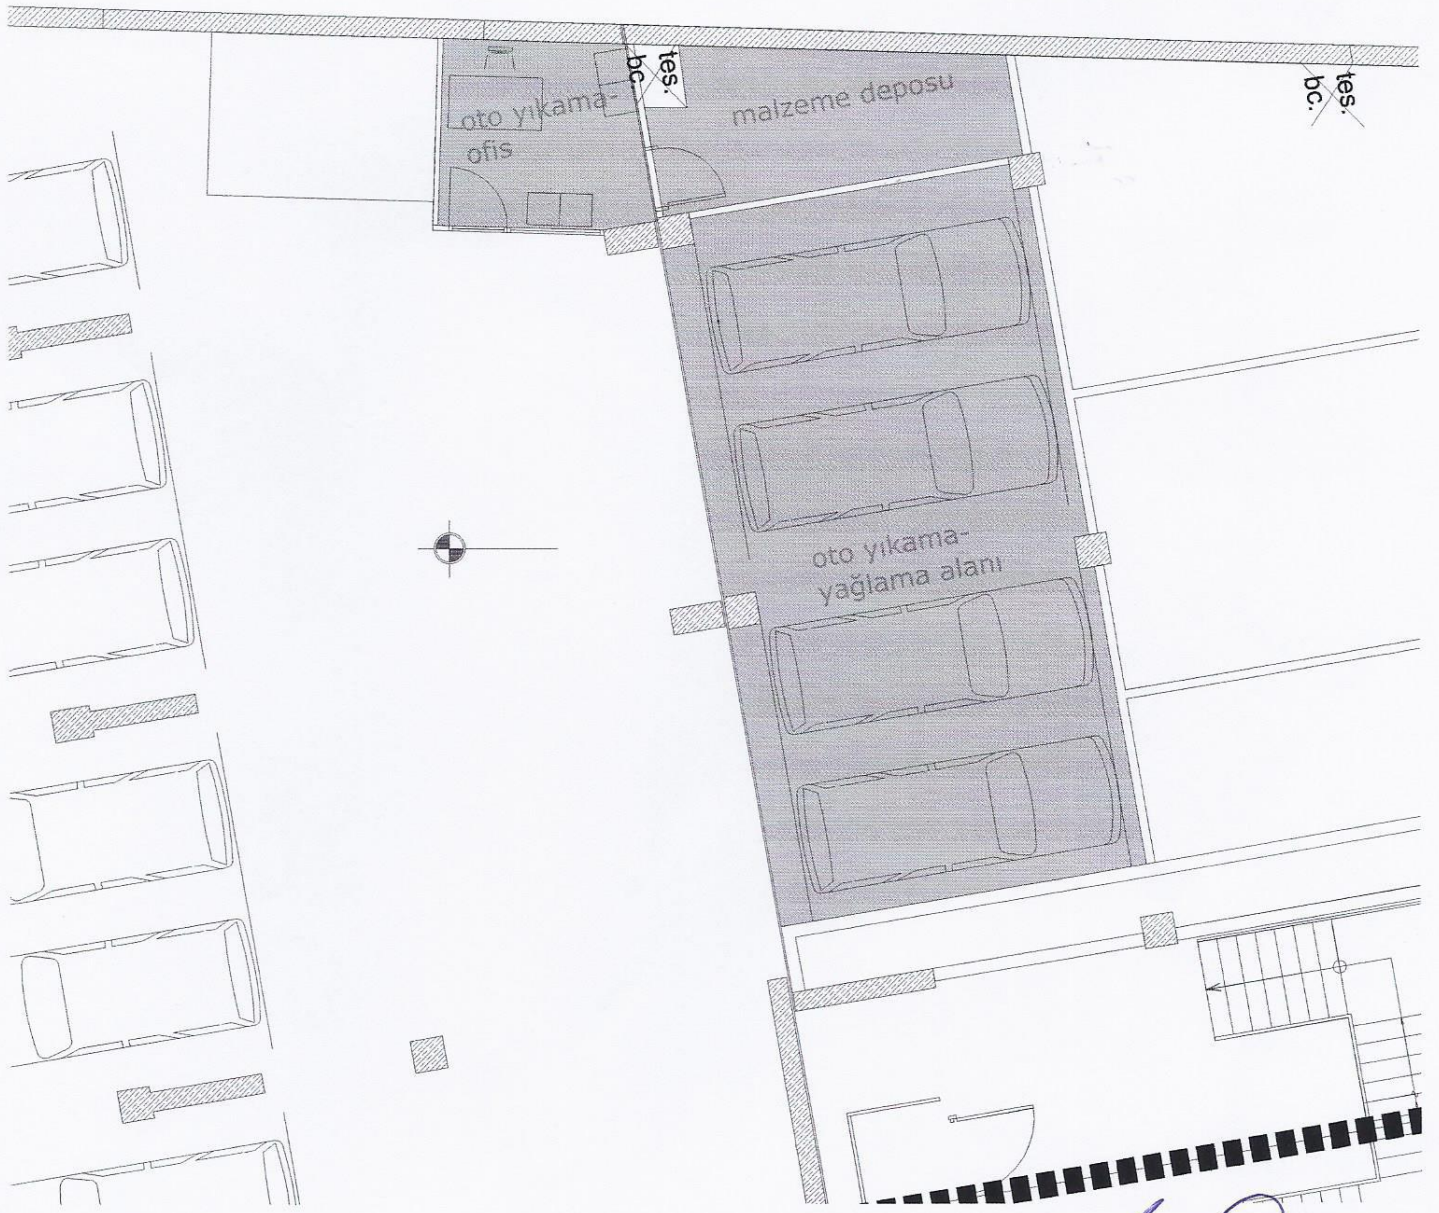 tes.
bc.
oto yıkama-
ofis
malzeme deposu
tes.
bc.
oto yıkama-
yağlama alanı